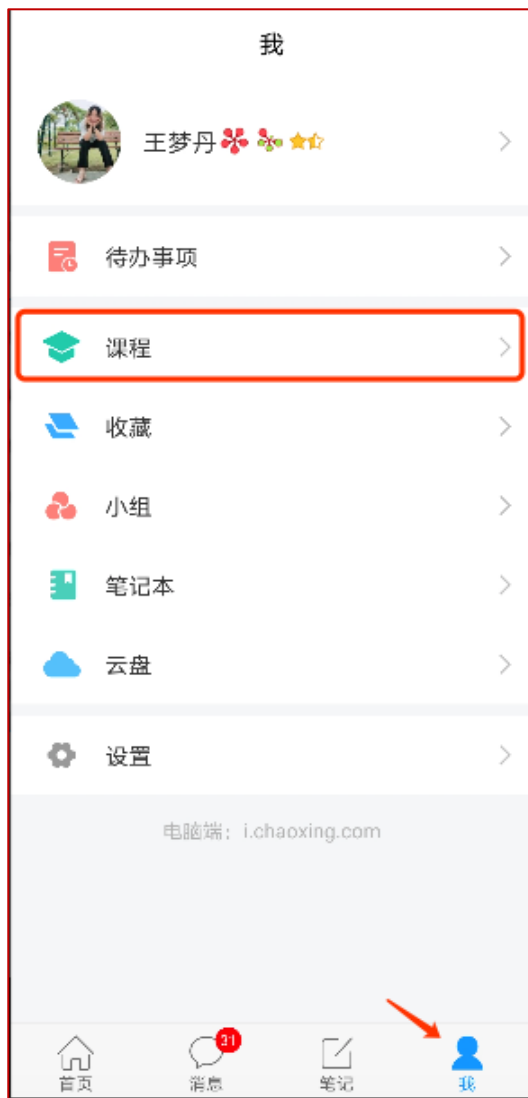 我
王梦丹
待办事项
课程
收藏
小组
笔记本
云盘
设置
电脑端：i.chaoxing.com
31
首页
消息
笔记
我